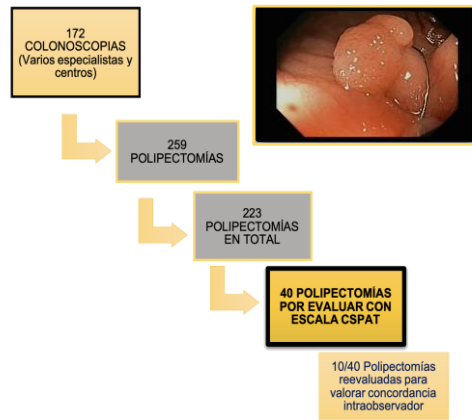 172
COLONOSCOPIAS
(Varios especialistas y
centros)
259
POLIPECTOMÍAS
223
POLIPECTOMÍAS
EN TOTAL
40 POLIPECTOMÍAS
POR EVALUAR CON
ESCALA CSPAT
10/40 Polipectomías
reevaluadas para
valorar concordancia
intraobservador